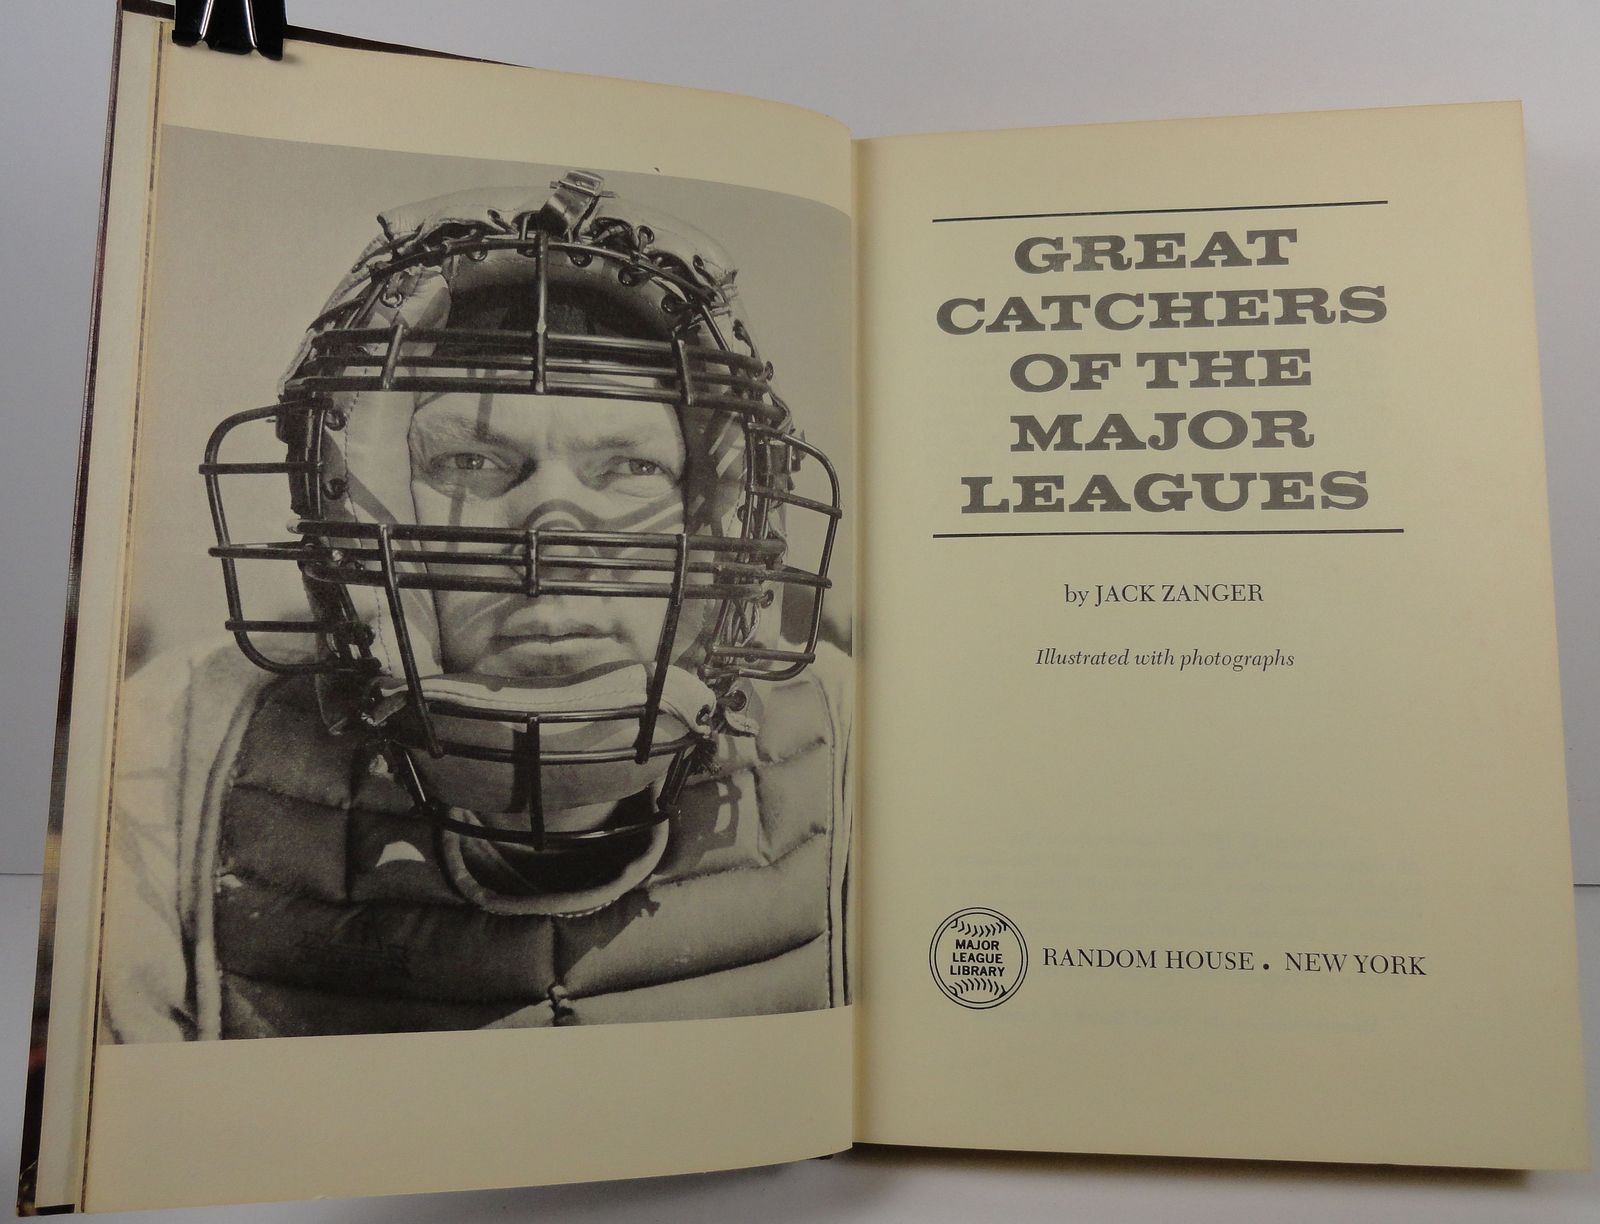 GREAT
CATCHERS
OF THE
MAJOR
LEAGUES
by JACK ZANGER
Illustrated with photographs
MAJOR
LEAGUE
LIBRARY
RANDOM HOUSE . NEW YORK